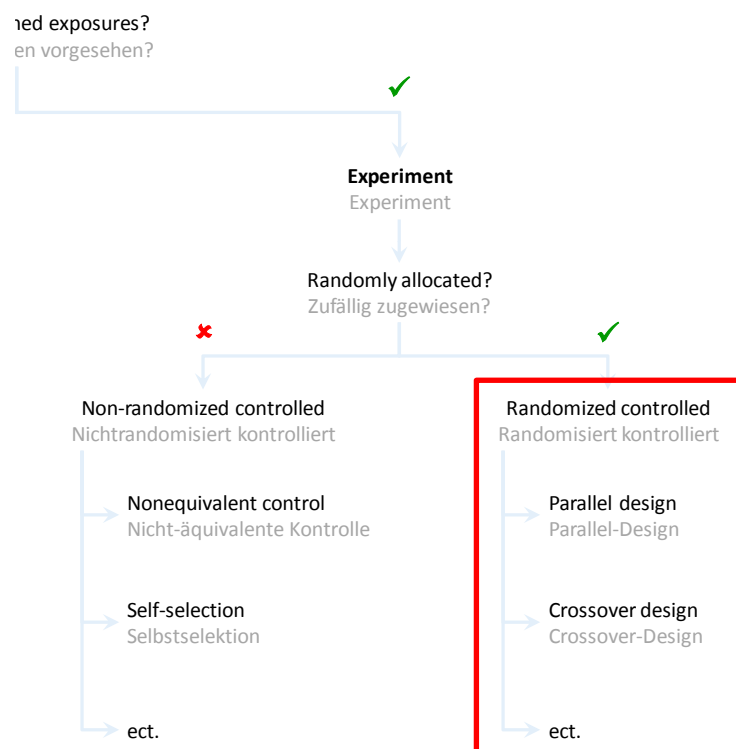 exposures?
en vorgesehen?
Experiment
Experiment
Randomly allocated?
Zufällig zugewiesen?
Non-randomized controlled
Nichtrandomisiert kontrolliert
Nonequivalent control
Nicht-äquivalente Kontrolle
Self-selection
Selbstselektion
ect.
Randomized controlled
Randomisiert kontrolliert
Parallel design
Parallel-Design
Crossover design
Crossover-Design
ect.